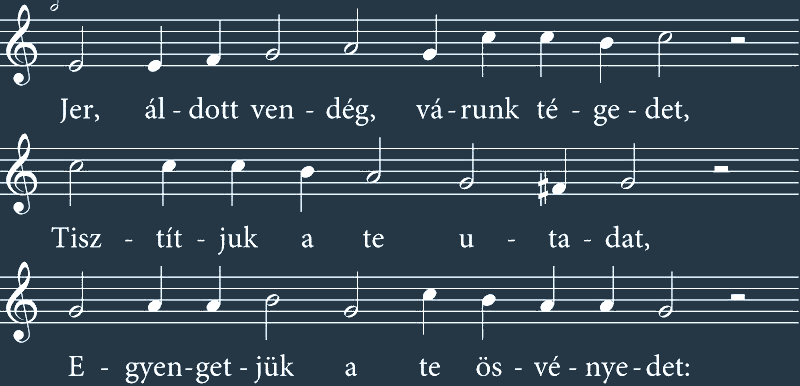 Jer, ál - dott ven - dég, vá - runk té - ge - det,
Tisz - tít - juk a te u - ta - dat,
E - gyen - get - jük a te ös - vé - nye - det: